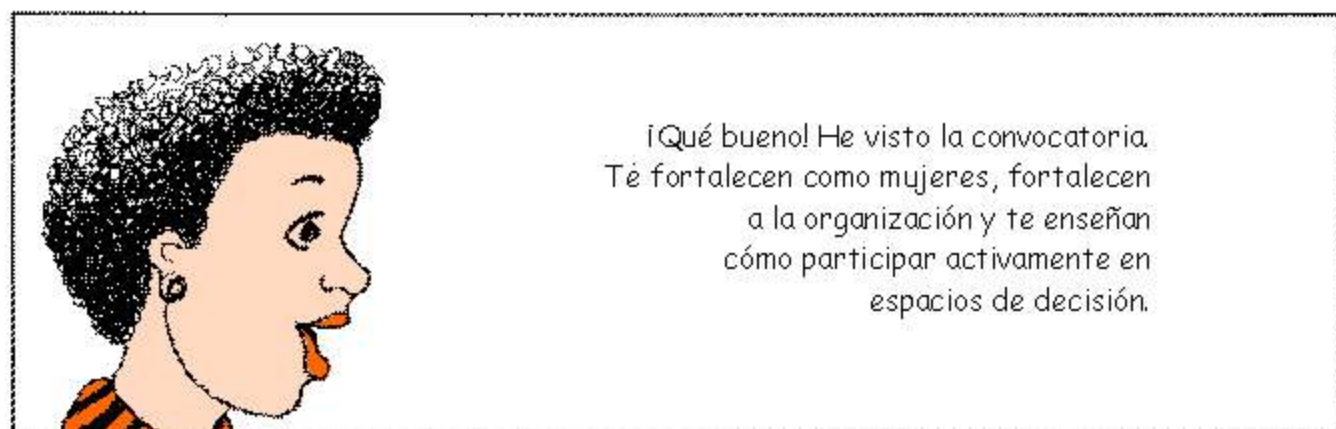 ¡Qué bueno! He visto la convocatoria.
Té fortalecen como mujeres, fortalecen
a la organización y te enseñan
cómo participar activamente en
espacios de decisión.